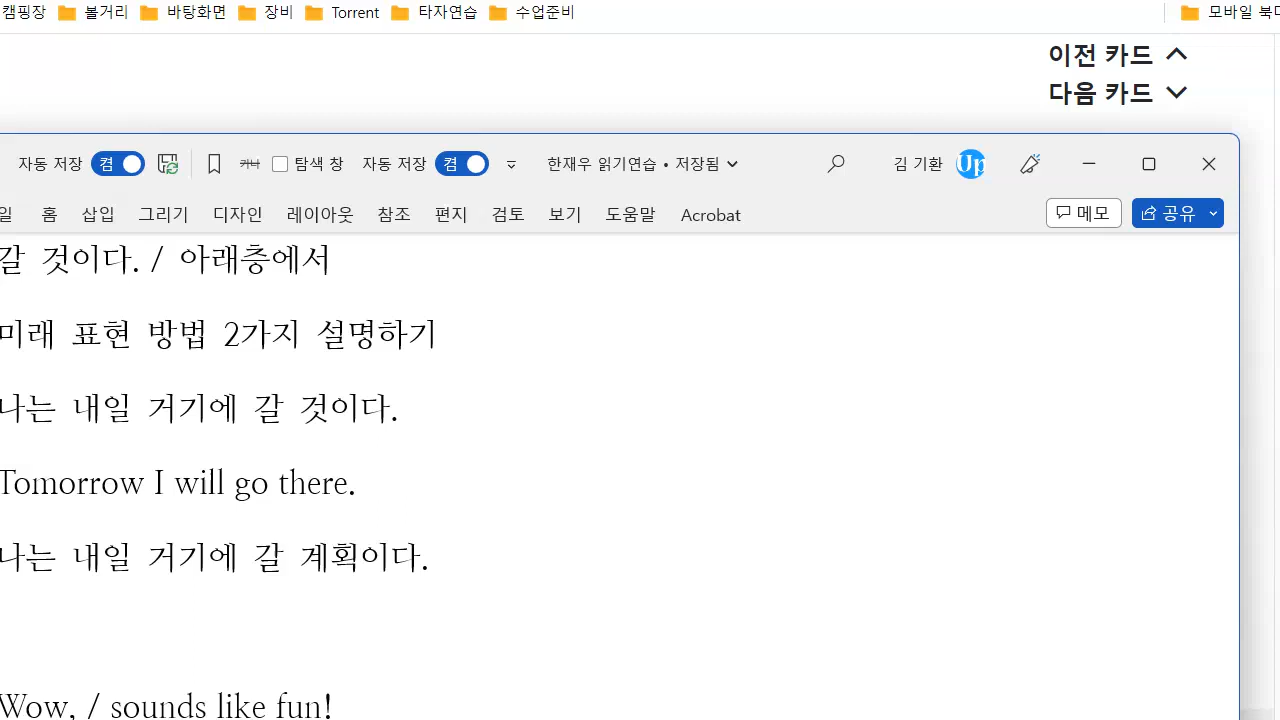 캠핑장 볼거리 바탕화면 장비 Torrent 타자연습 수업준비 모바일
이전 카드
다음 카드
자동 저장 켬 가나 탐색 창 자동 저장 켬 한재우 읽기연습 • 저장됨 김 기환 Up
일 홈 삽입 그리기 디자인 레이아웃 참조 편지 검토 보기 도움말 Acrobat 메모 공유
갈 것이다. / 아래층에서
미래 표현 방법 2가지 설명하기
나는 내일 거기에 갈 것이다.
Tomorrow I will go there.
나는 내일 거기에 갈 계획이다.
Wow, / sounds like fun!